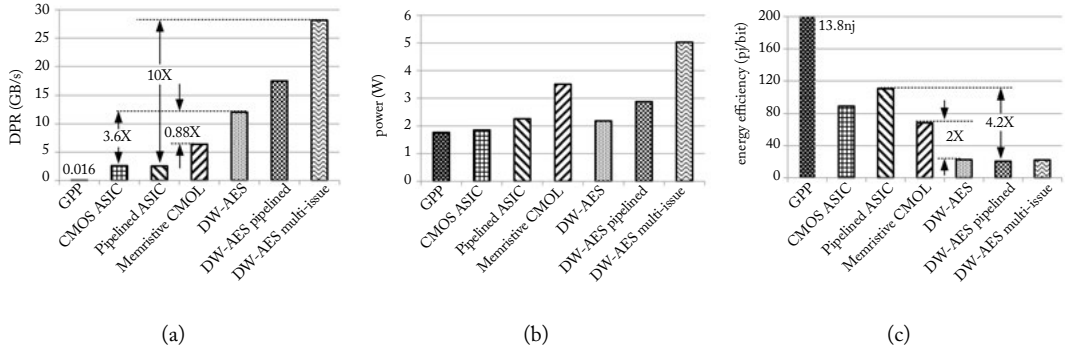 DPR (GB/s)
30
25
20
15
10
5
0
10X
3.6X
0.88X
0.016
GPP
CMOS ASIC
Pipelined ASIC
Memristive CMOL
DW-AES
DW-AES pipelined
DW-AES multi-issue
(a)
power (W)
7
6
5
4
3
2
1
0
GPP
CMOS ASIC
Pipelined ASIC
Memristive CMOL
DW-AES
DW-AES pipelined
DW-AES multi-issue
(b)
energy efficiency (pj/bit)
200
160
120
80
40
0
13.8nj
2X
4.2X
GPP
CMOS ASIC
Pipelined ASIC
Memristive CMOL
DW-AES
DW-AES pipelined
DW-AES multi-issue
(c)